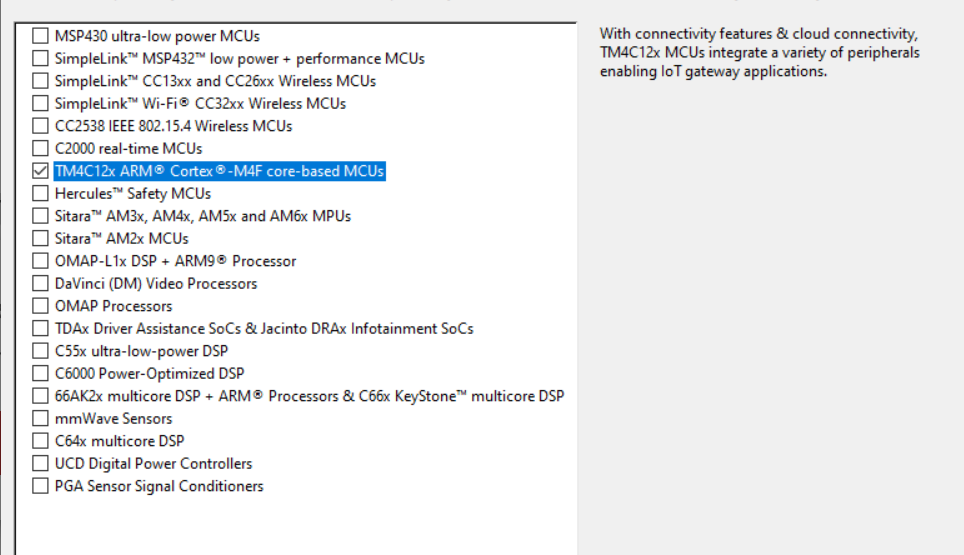 MSP430 ultra-low power MCUs
SimpleLink™ MSP432™ low power + performance MCUs
SimpleLink™ CC13xx and CC26xx Wireless MCUs
SimpleLink™ Wi-Fi® CC32xx Wireless MCUs
CC2538 IEEE 802.15.4 Wireless MCUs
C2000 real-time MCUs
TM4C12x ARM® Cortex®-M4F core-based MCUs
Hercules™ Safety MCUs
Sitara™ AM3x, AM4x, AM5x and AM6x MPUs
Sitara™ AM2x MCUs
OMAP-L1x DSP + ARM9® Processor
DaVinci (DM) Video Processors
OMAP Processors
TDAx Driver Assistance SoCs & Jacinto DRAx Infotainment SoCs
C55x ultra-low-power DSP
C6000 Power-Optimized DSP
66AK2x multicore DSP + ARM® Processors & C66x KeyStone™ multicore DSP
mmWave Sensors
C64x multicore DSP
UCD Digital Power Controllers
PGA Sensor Signal Conditioners
With connectivity features & cloud connectivity,
TM4C12x MCUs integrate a variety of peripherals
enabling IoT gateway applications.